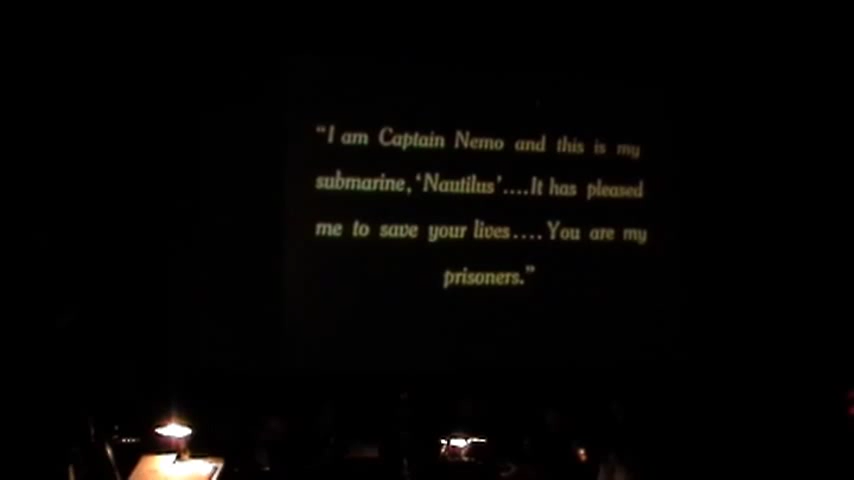 "I am Captain Nemo and this is my
submarine, 'Nautilus'....It has pleased
me to save your lives....You are my
prisoners."